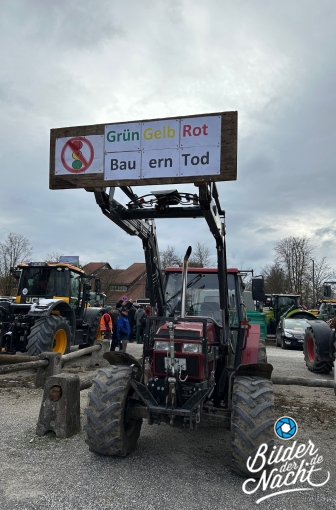 Grün Gelb Rot
Bau ern Tod
Bilder
der
Nacht